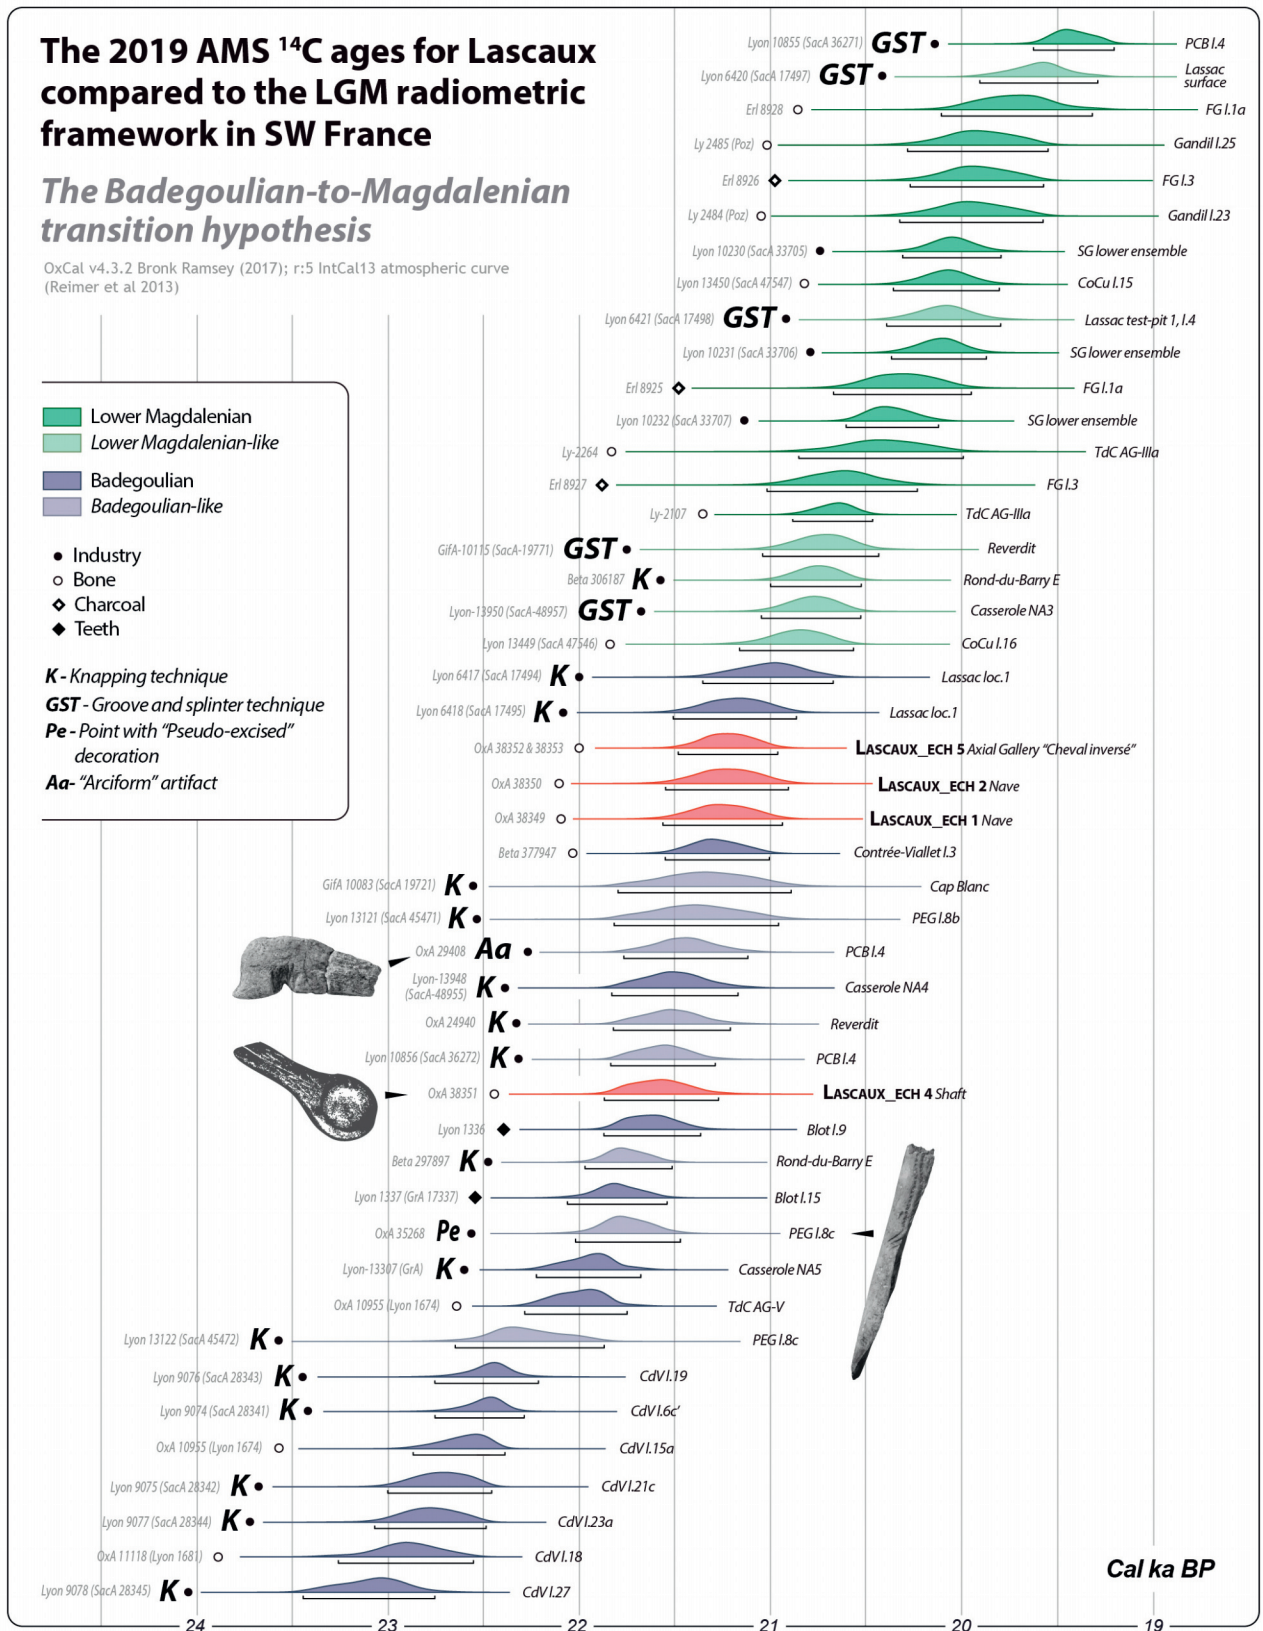 The 2019 AMS ¹⁴C ages for Lascaux
compared to the LGM radiometric
framework in SW France
The Badegoulian-to-Magdalenian
transition hypothesis
OxCal v4.3.2 Bronk Ramsey (2017); r:5 IntCal13 atmospheric curve
(Reimer et al 2013)
Lower Magdalenian
Lower Magdalenian-like
Badegoulian
Badegoulian-like
Industry
Bone
Charcoal
Teeth
K - Knapping technique
GST - Groove and splinter technique
Pe - Point with “Pseudo-excised”
decoration
Aa- “Arciform” artifact
Lyon 10855 (SacA 36271) GST PCB l.4
Lyon 6420 (SacA 17497) GST Lassac
surface
Erl 8928 FG l.1a
Ly 2485 (Poz) Gandil l.25
Erl 8926 FG l.3
Ly 2484 (Poz) Gandil l.23
Lyon 10230 (SacA 33705) SG lower ensemble
Lyon 13450 (SacA 47547) CoCu l.15
Lyon 6421 (SacA 17498) GST Lassac test-pit 1, l.4
Lyon 10231 (SacA 33706) SG lower ensemble
Erl 8925 FG l.1a
Lyon 10232 (SacA 33707) SG lower ensemble
Ly-2264 TdC AG-IIIa
Erl 8927 FG l.3
Ly-2107 TdC AG-IIIa
GifA-10115 (SacA-19771) GST Reverdit
Beta 306187 K Rond-du-Barry E
Lyon-13950 (SacA-48957) GST Casserole NA3
Lyon 13449 (SacA 47546) CoCu l.16
Lyon 6417 (SacA 17494) K Lassac loc.1
Lyon 6418 (SacA 17495) K Lassac loc.1
OxA 38352 & 38353 LASCAUX_ECH 5 Axial Gallery “Cheval inversé”
OxA 38350 LASCAUX_ECH 2 Nave
OxA 38349 LASCAUX_ECH 1 Nave
Beta 377947 Contrée-Viallet l.3
GifA 10083 (SacA 19721) K Cap Blanc
Lyon 13121 (SacA 45471) K PEG l.8b
OxA 29408 Aa PCB l.4
Lyon-13948
(SacA-48955) K Casserole NA4
OxA 24940 K Reverdit
Lyon 10856 (SacA 36272) K PCB l.4
OxA 38351 LASCAUX_ECH 4 Shaft
Lyon 1336 Blot l.9
Beta 297897 K Rond-du-Barry E
Lyon 1337 (GrA 17337) Blot l.15
OxA 35268 Pe PEG l.8c
Lyon-13307 (GrA) K Casserole NA5
OxA 10955 (Lyon 1674) TdC AG-V
Lyon 13122 (SacA 45472) K PEG l.8c
Lyon 9076 (SacA 28343) K CdV l.19
Lyon 9074 (SacA 28341) K CdV l.6c’
OxA 10955 (Lyon 1674) CdV l.15a
Lyon 9075 (SacA 28342) K CdV l.21c
Lyon 9077 (SacA 28344) K CdV l.23a
OxA 11118 (Lyon 1681) CdV l.18
Lyon 9078 (SacA 28345) K CdV l.27
Cal ka BP
24 23 22 21 20 19